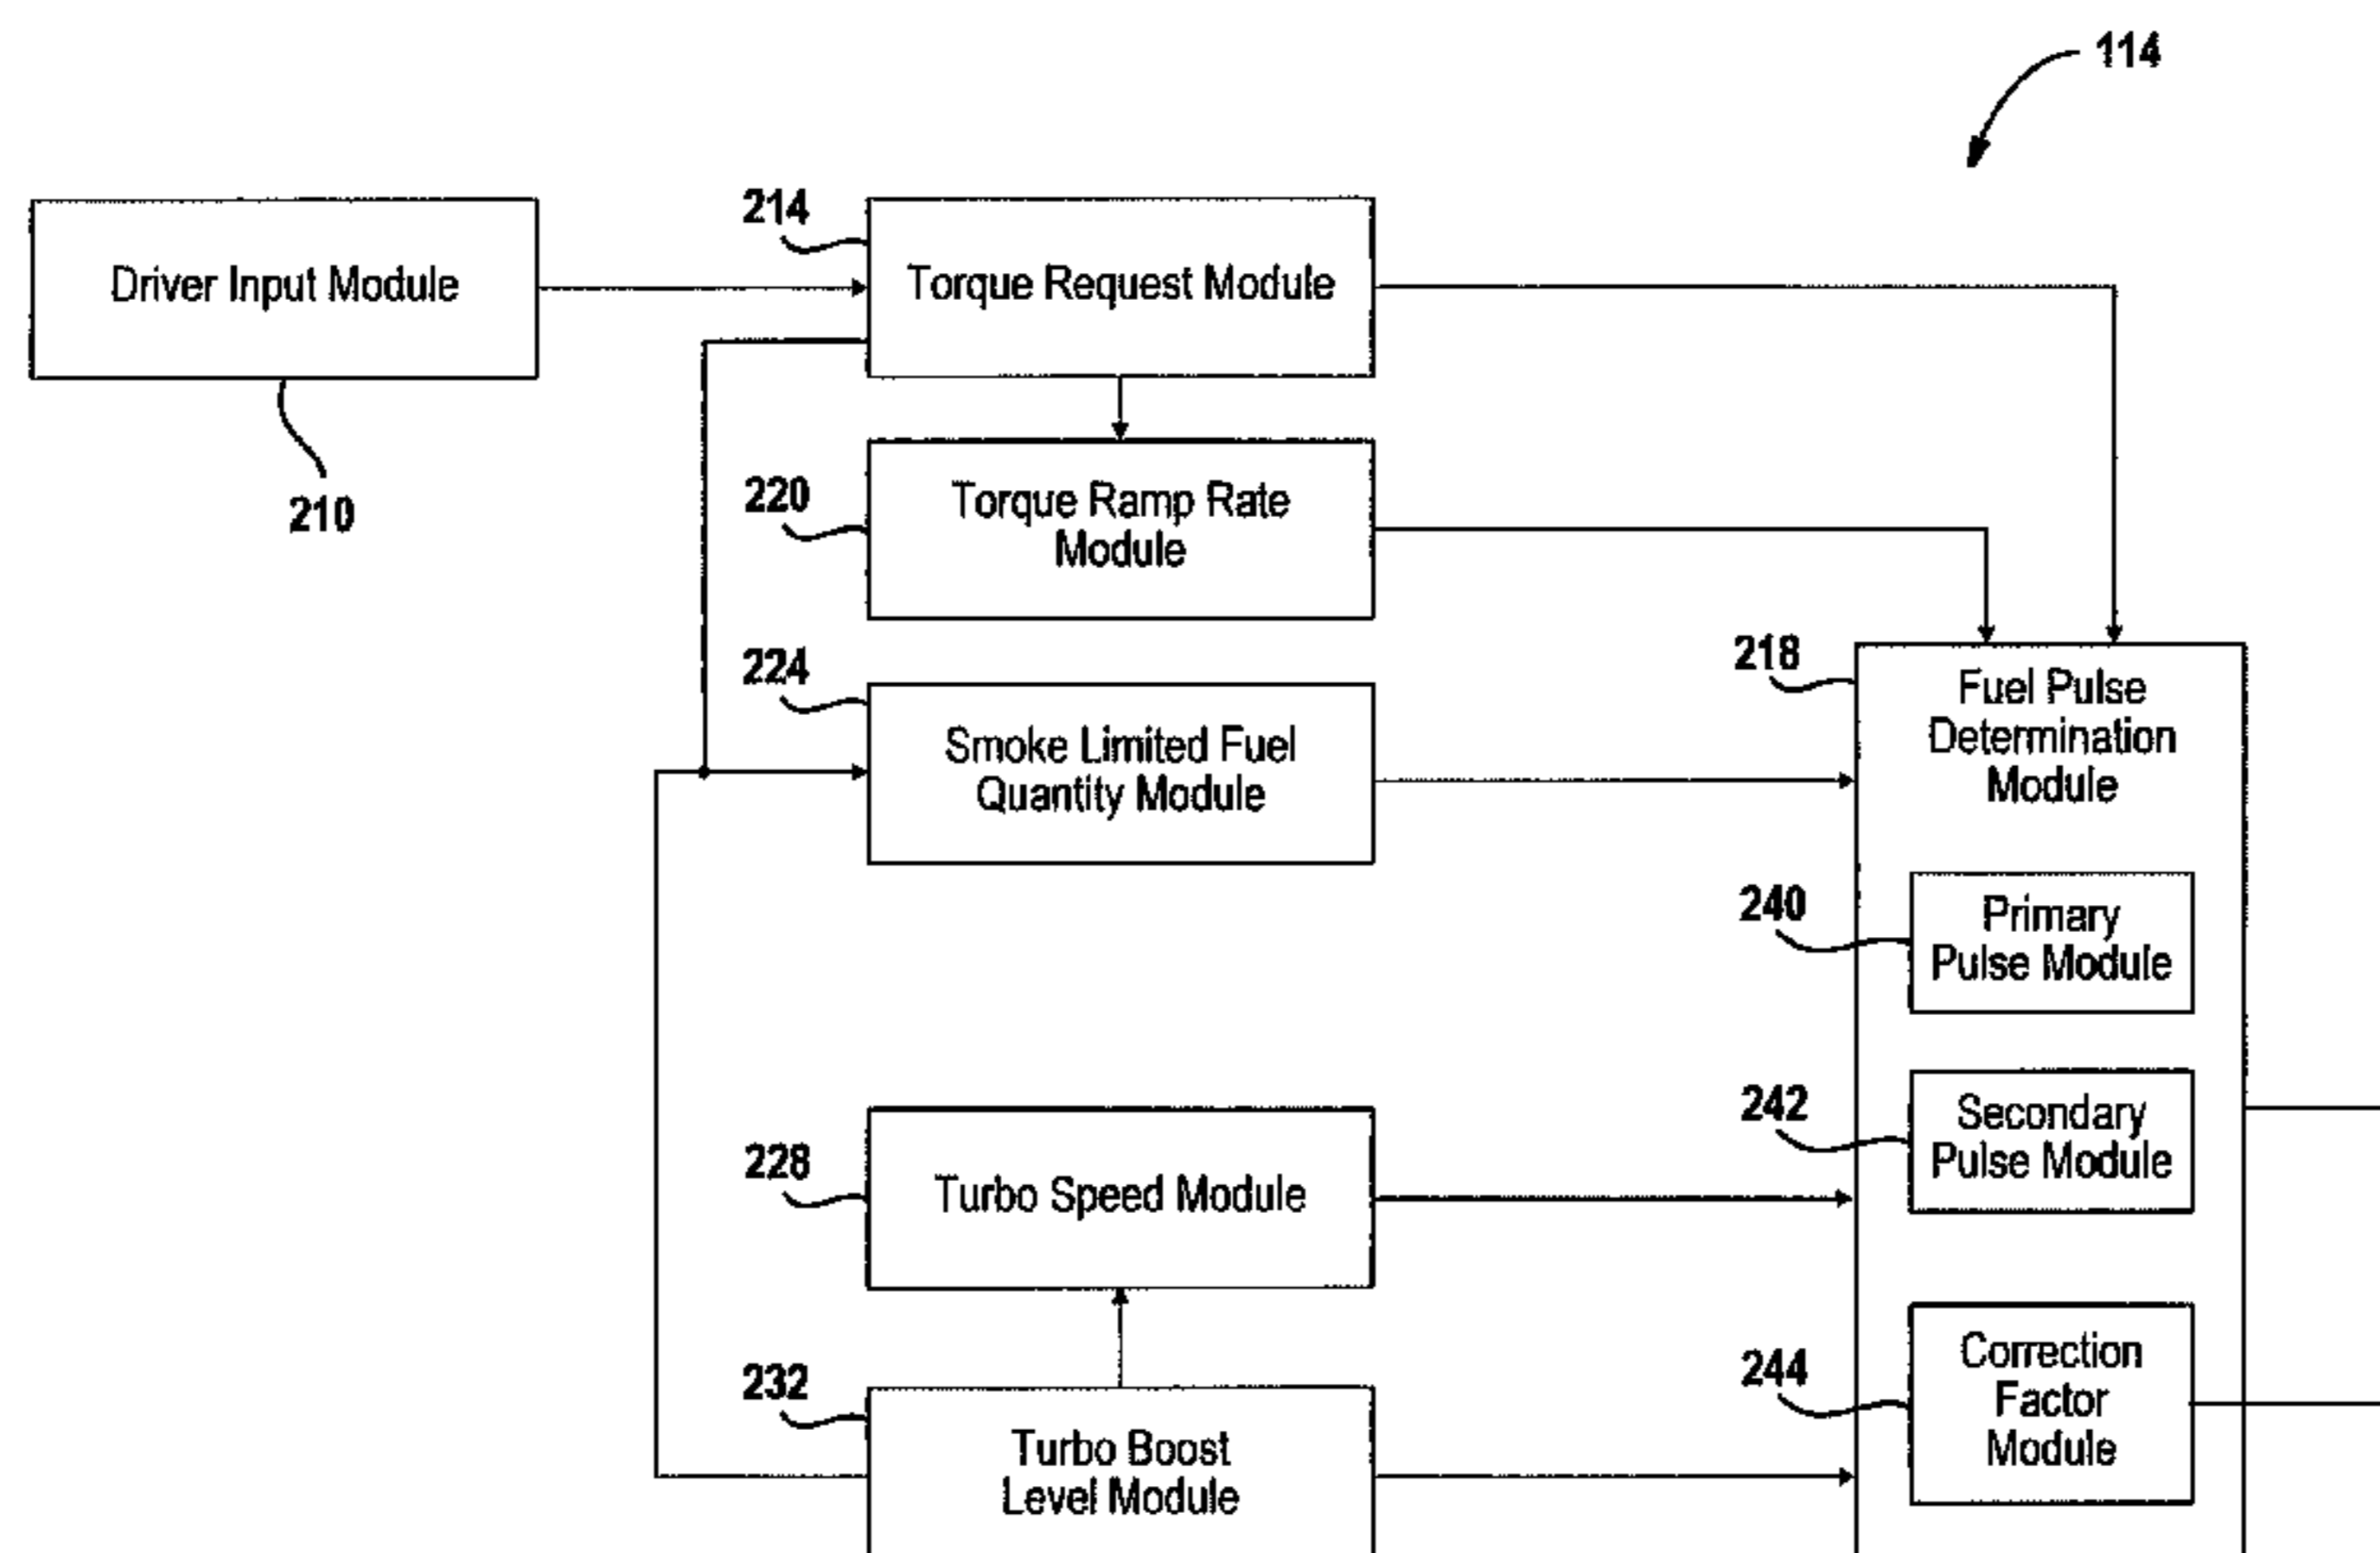 114
214
Driver Input Module
Torque Request Module
210
220
Torque Ramp Rate
Module
224
Smoke Limited Fuel
Quantity Module
218
Fuel Pulse
Determination
Module
240
Primary
Pulse Module
242
Secondary
Pulse Module
228
Turbo Speed Module
244
Correction
Factor
Module
232
Turbo Boost
Level Module